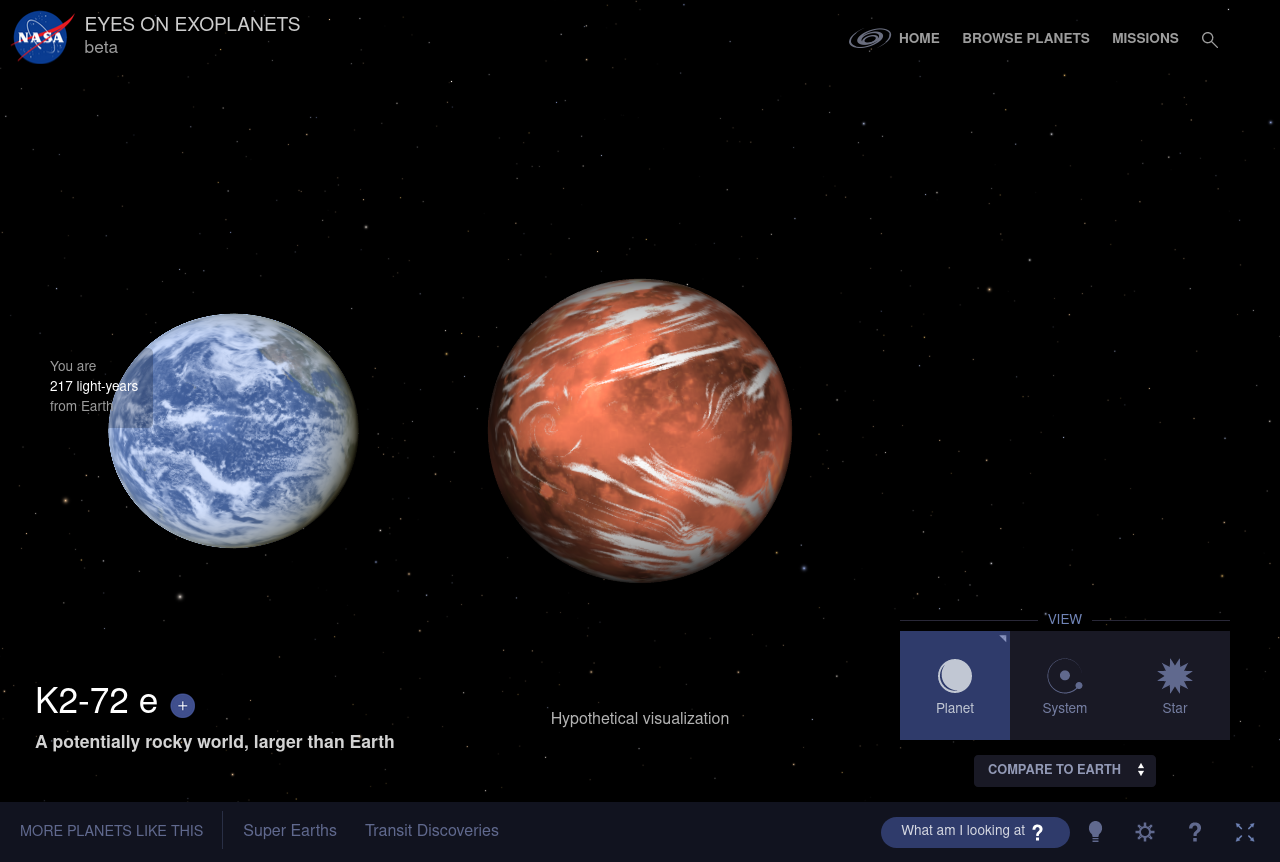 NASA
EYES ON EXOPLANETS
beta
HOME
BROWSE PLANETS
MISSIONS
You are
217 light-years
from Earth
VIEW
Planet
System
Star
K2-72 e +
A potentially rocky world, larger than Earth
Hypothetical visualization
COMPARE TO EARTH
MORE PLANETS LIKE THIS
Super Earths
Transit Discoveries
What am I looking at ?
?